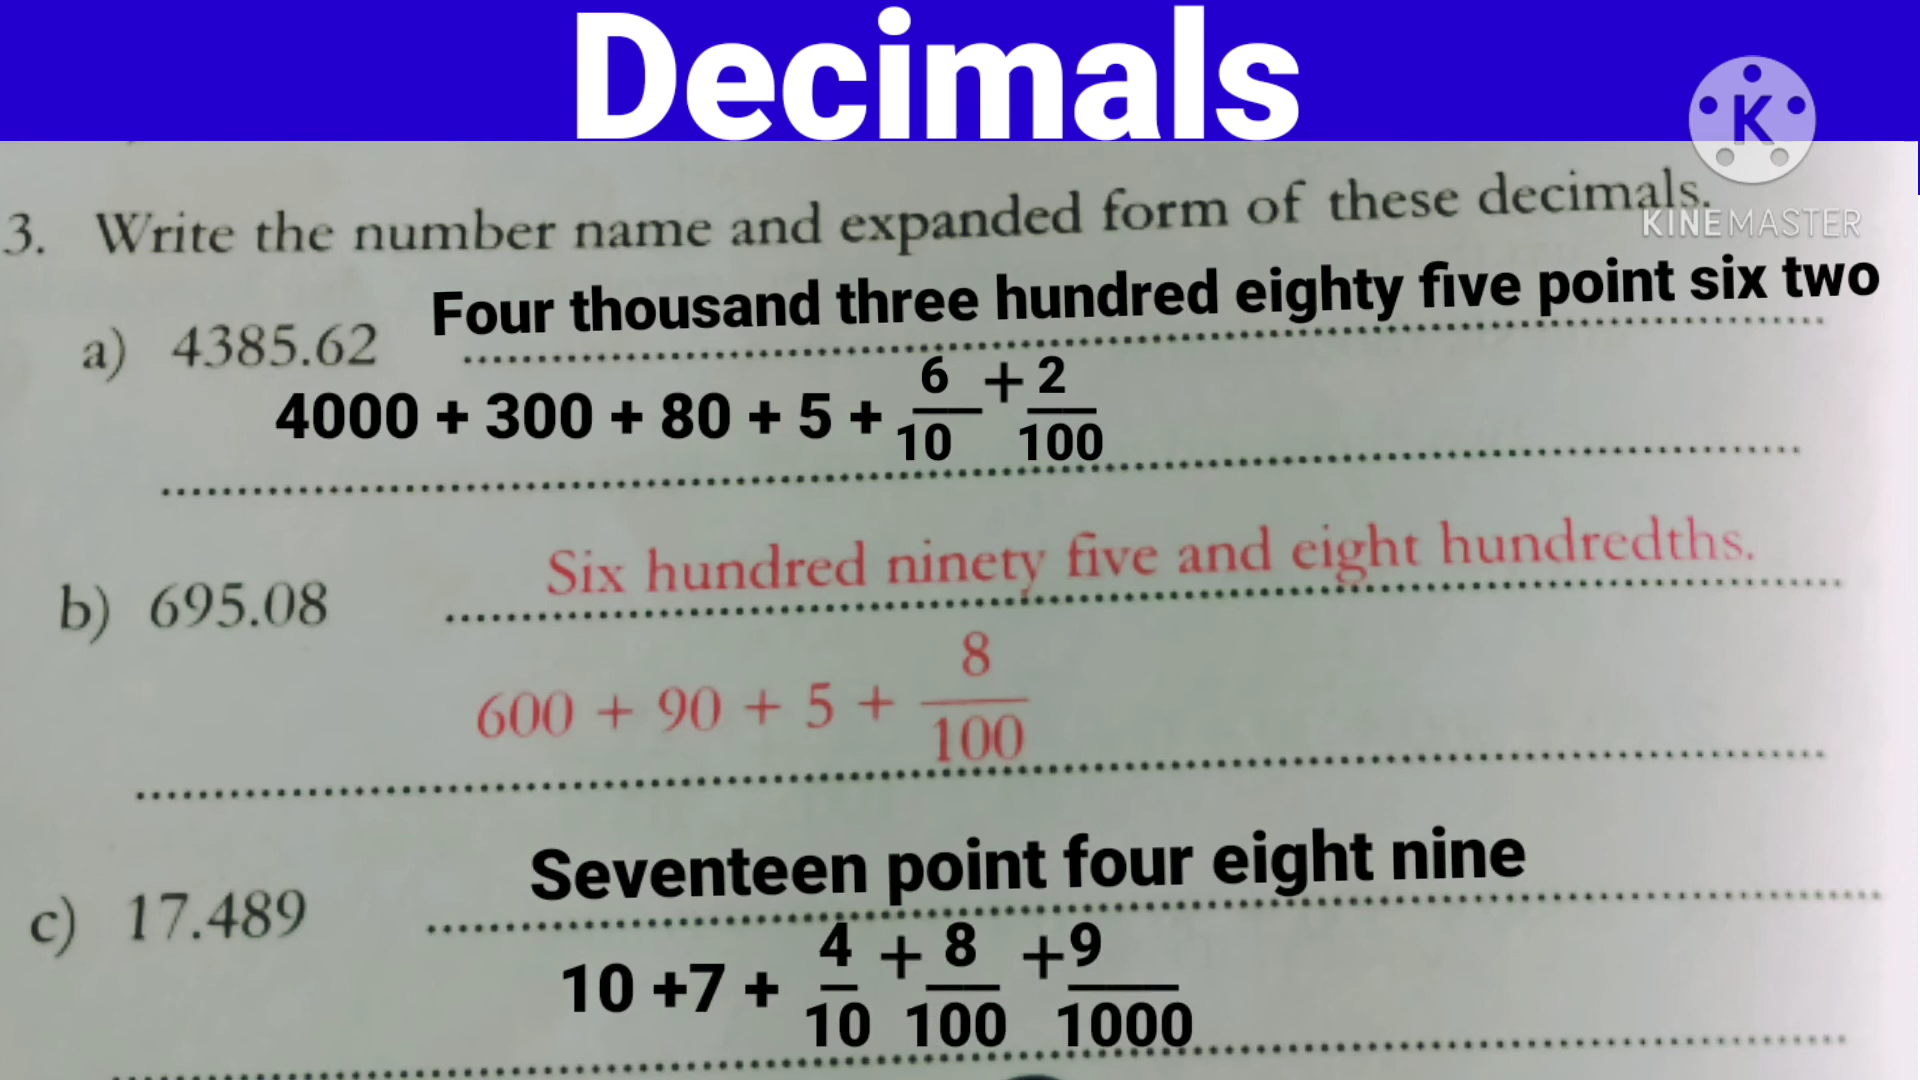 Decimals
K
KINEMASTER
3. Write the number name and expanded form of these decimals.
a) 4385.62 Four thousand three hundred eighty five point six two
4000 + 300 + 80 + 5 + 6/10 + 2/100
b) 695.08 Six hundred ninety five and eight hundredths.
600 + 90 + 5 + 8/100
c) 17.489 Seventeen point four eight nine
10 +7 + 4/10 + 8/100 +9/1000